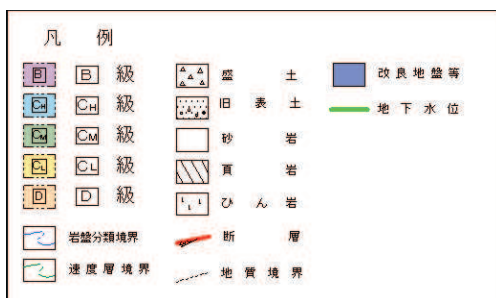 凡例
B B 級
CH CH 級
CM CM 級
CL CL 級
D D 級
岩盤分類境界
速度層境界
盛土
旧表土
砂岩
頁岩
ひん岩
断層
地質境界
改良地盤等
地下水位